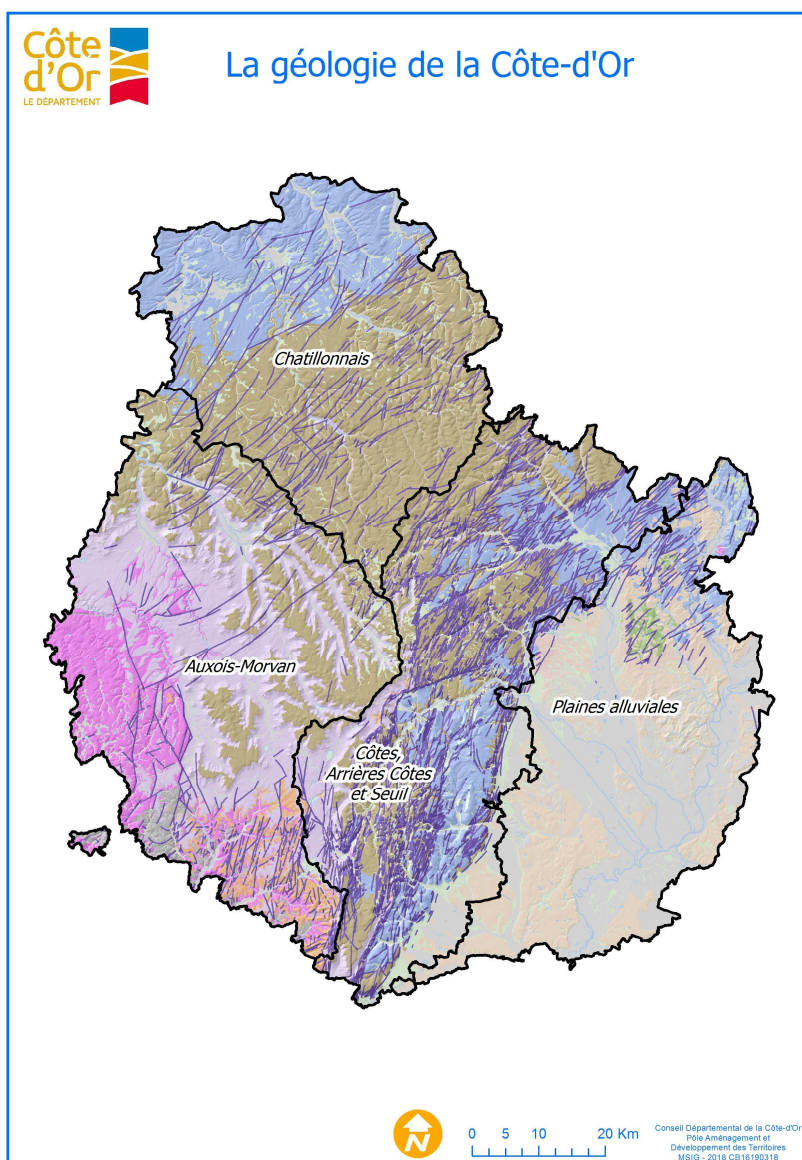 Côte
d'Or
LE DÉPARTEMENT
La géologie de la Côte-d'Or
Chatillonnais
Auxois-Morvan
Plaines alluviales
Côtes,
Arrières Côtes
et Seuil
N
0 5 10 20 Km
Conseil Départemental de la Côte-d'Or
Pôle Aménagement et
Développement des Territoires
MSIG - 2018 CB16190318